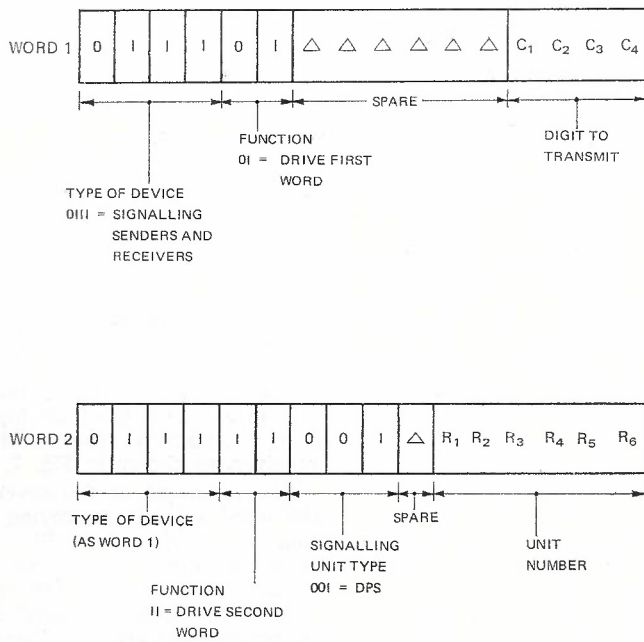 WORD 1 0 1 1 1 0 1 △ △ △ △ △ △ C₁ C₂ C₃ C₄
SPARE
FUNCTION
01 = DRIVE FIRST
WORD
DIGIT TO
TRANSMIT
TYPE OF DEVICE
0111 = SIGNALLING
SENDERS AND
RECEIVERS
WORD 2 0 1 1 1 1 1 0 0 1 △ R₁ R₂ R₃ R₄ R₅ R₆
TYPE OF DEVICE
(AS WORD 1)
SPARE
SIGNALLING
UNIT TYPE
001 = DPS
UNIT
NUMBER
FUNCTION
11 = DRIVE SECOND
WORD